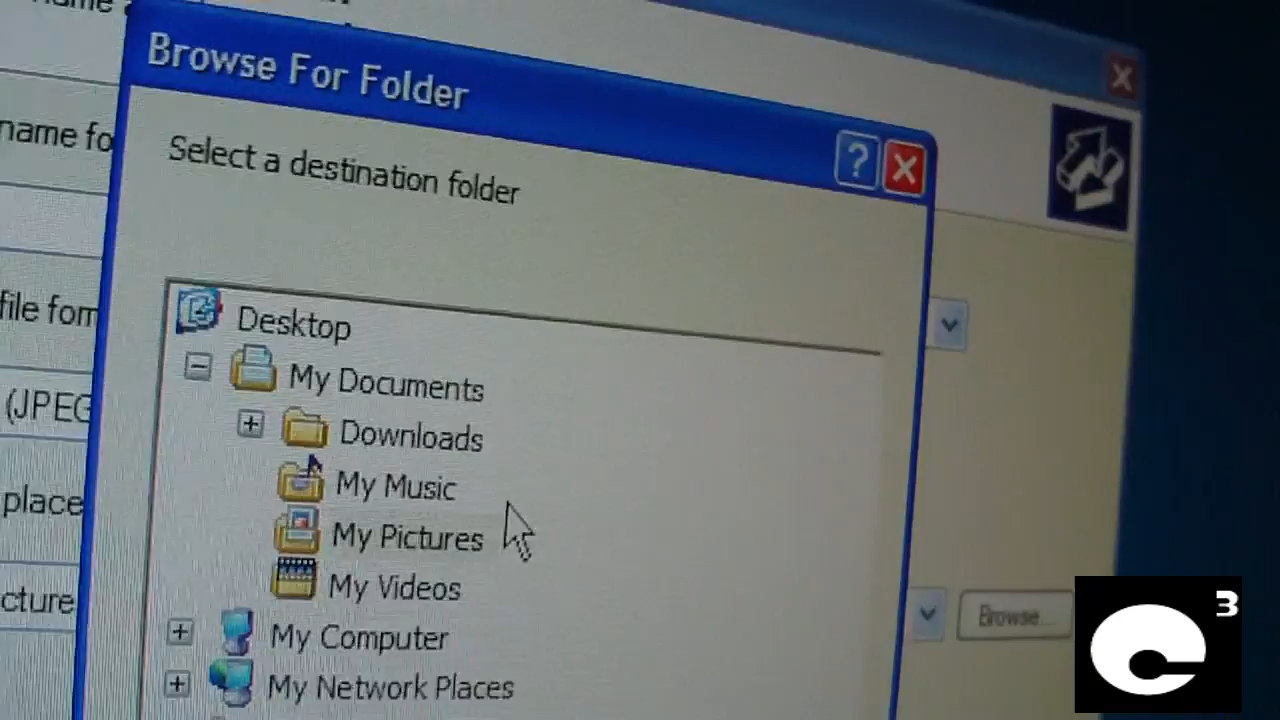 Browse For Folder
?
Select a destination folder
name fo
Desktop
file form
My Documents
(JPEG
Downloads
My Music
place
My Pictures
My Videos
cture
Browse...
My Computer
My Network Places
e3